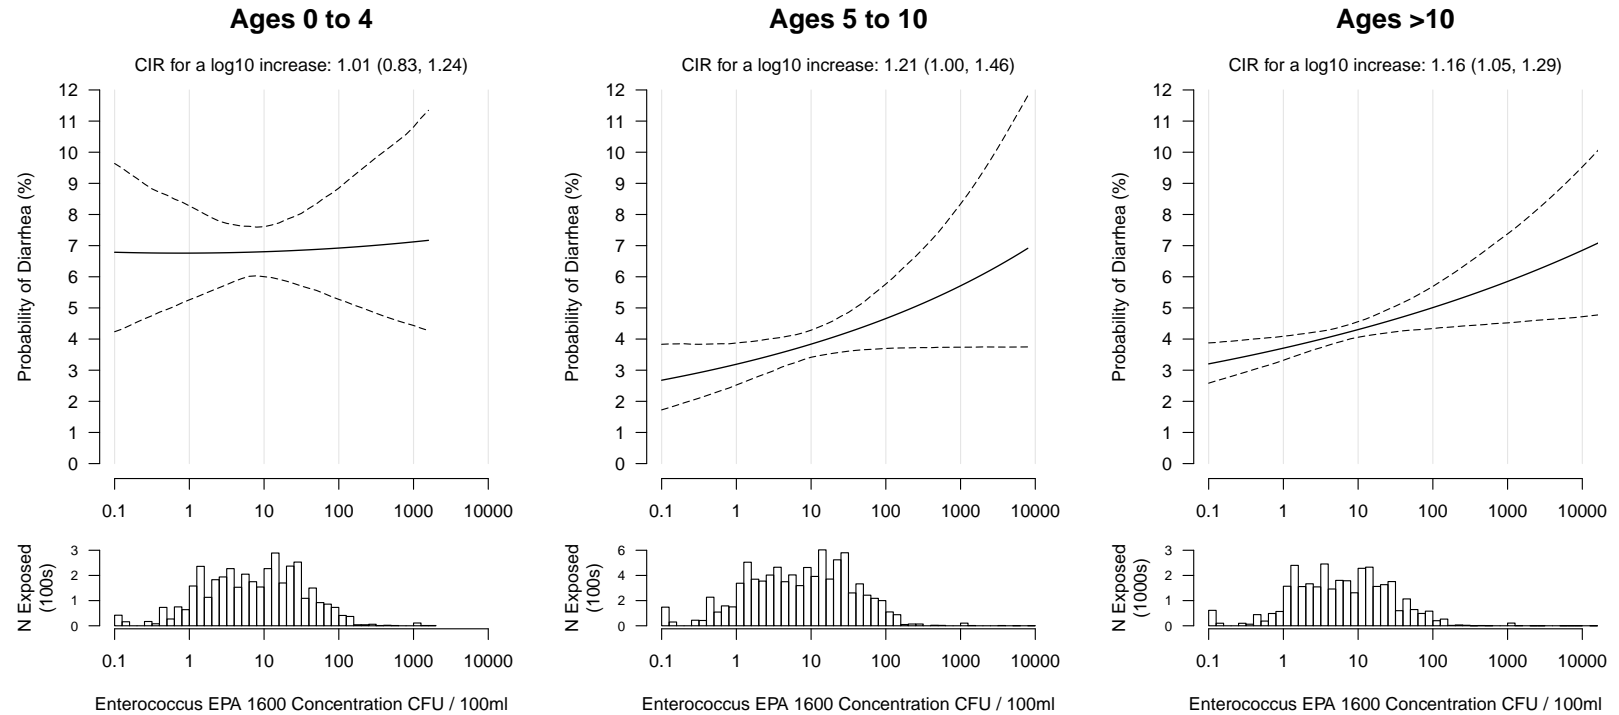 Ages 0 to 4
CIR for a log10 increase: 1.01 (0.83, 1.24)
12
11
10
9
8
7
6
5
4
3
2
1
0
Probability of Diarrhea (%)
0.1 1 10 100 1000 10000
3
2
1
0
N Exposed
(100s)
0.1 1 10 100 1000 10000
Enterococcus EPA 1600 Concentration CFU / 100ml
Ages 5 to 10
CIR for a log10 increase: 1.21 (1.00, 1.46)
12
11
10
9
8
7
6
5
4
3
2
1
0
Probability of Diarrhea (%)
0.1 1 10 100 1000 10000
6
4
2
0
N Exposed
(100s)
0.1 1 10 100 1000 10000
Enterococcus EPA 1600 Concentration CFU / 100ml
Ages >10
CIR for a log10 increase: 1.16 (1.05, 1.29)
12
11
10
9
8
7
6
5
4
3
2
1
0
Probability of Diarrhea (%)
0.1 1 10 100 1000 10000
3
2
1
0
N Exposed
(1000s)
0.1 1 10 100 1000 10000
Enterococcus EPA 1600 Concentration CFU / 100ml